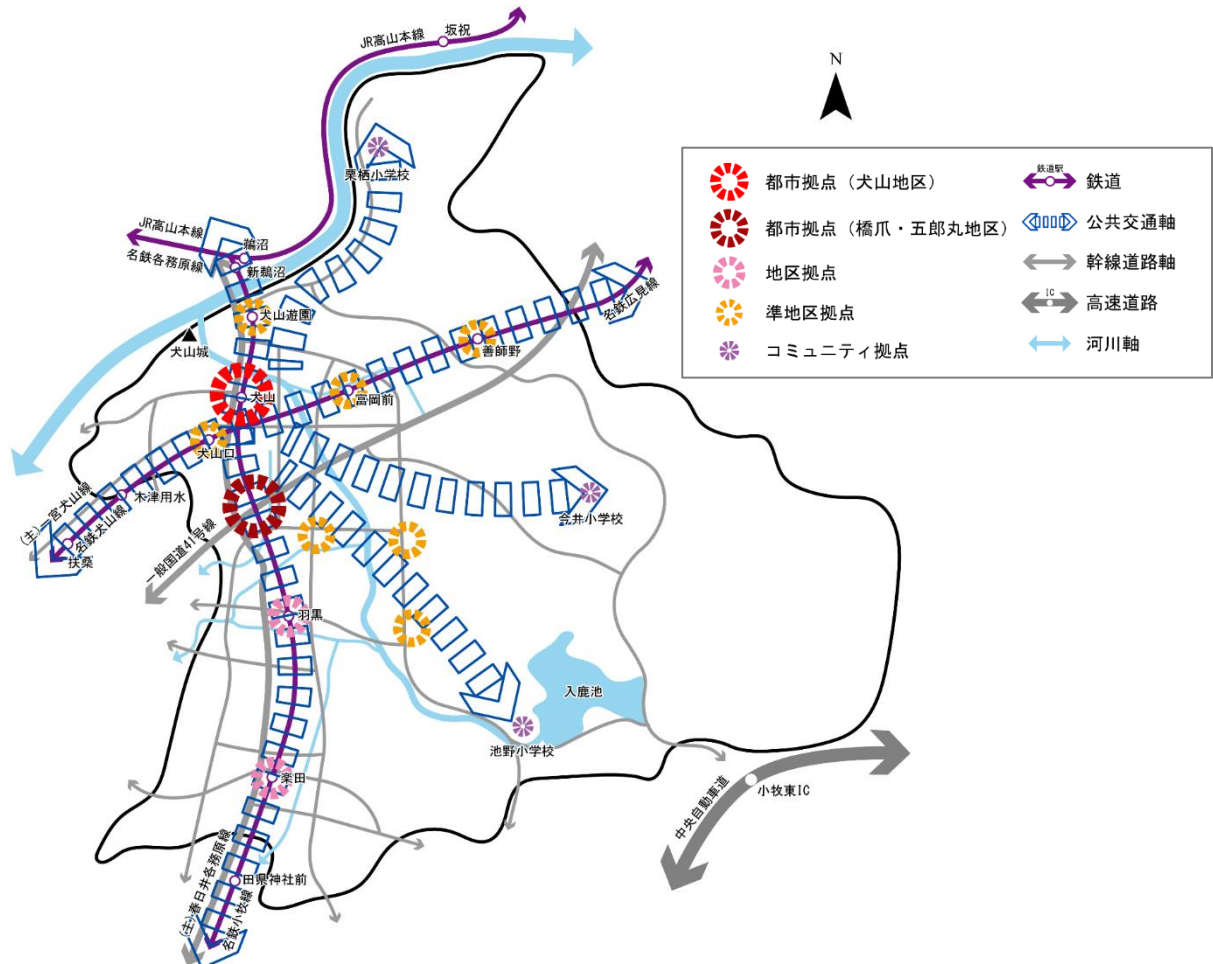 坂祝
JR高山本線
N
栗栖小学校
JR高山本線
鵜沼
名鉄各務原線
新鵜沼
犬山遊園
犬山城
善師野
名鉄広見線
犬山
富岡前
犬山口
木津用水
(主)一宮犬山線
名鉄犬山線
扶桑
今井小学校
一般国道41号線
羽黒
入鹿池
池野小学校
楽田
中央自動車道
小牧東IC
田県神社前
(主)春日井各務原線
名鉄小牧線
都市拠点（犬山地区）
都市拠点（橋爪・五郎丸地区）
地区拠点
準地区拠点
コミュニティ拠点
鉄道駅
鉄道
公共交通軸
幹線道路軸
IC
高速道路
河川軸